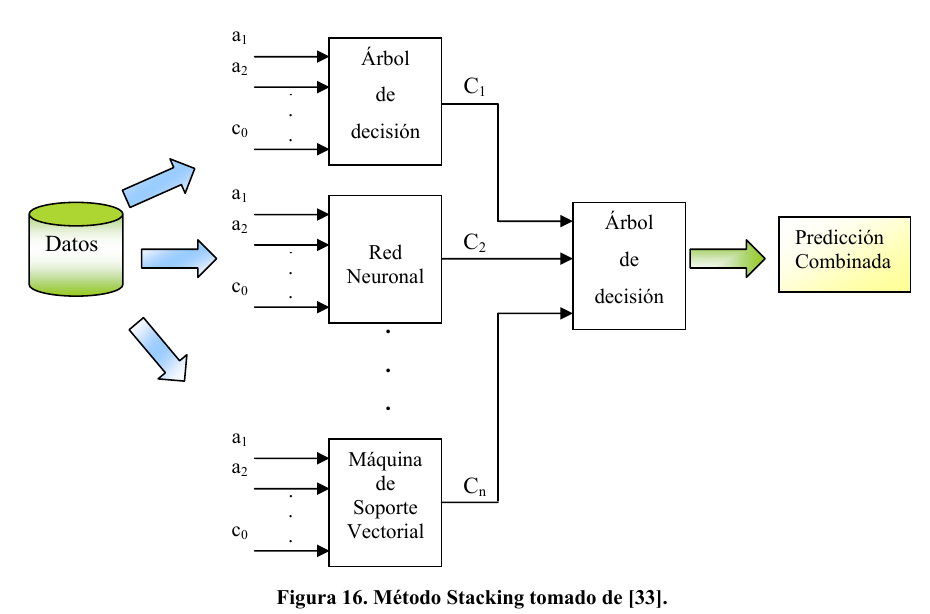 a1
a2
.
.
.
c0
Árbol
de
decisión
C1
Datos
a1
a2
.
.
.
c0
Red
Neuronal
C2
Árbol
de
decisión
Predicción
Combinada
.
.
.
a1
a2
.
.
.
c0
Máquina
de
Soporte
Vectorial
Cn
Figura 16. Método Stacking tomado de [33].